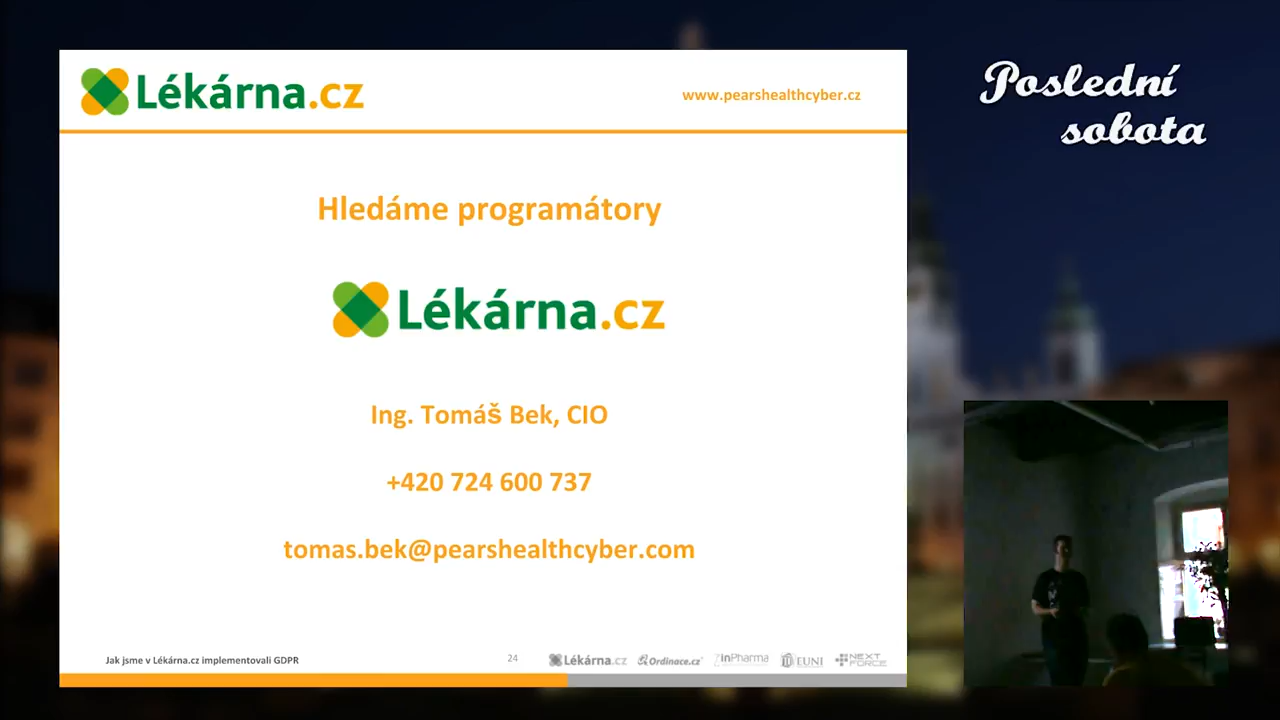 Lékárna.cz
www.pearshealthcyber.cz
Poslední
sobota
Hledáme programátory
Lékárna.cz
Ing. Tomáš Bek, CIO
+420 724 600 737
tomas.bek@pearshealthcyber.com
Jak jsme v Lékárna.cz implementovali GDPR
24
Lékárna.cz
Ordinace.cz
inPharma
EUNI
NEXT
FORCE